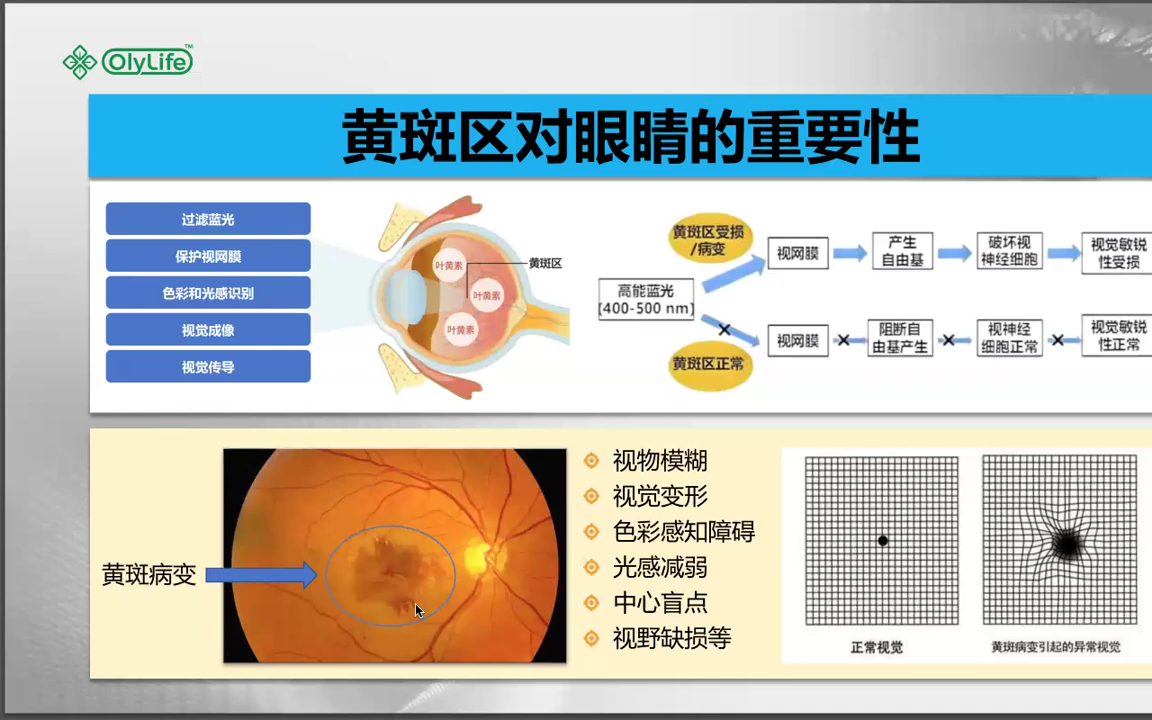 OlyLife™
黄斑区对眼睛的重要性
过滤蓝光
保护视网膜
色彩和光感识别
视觉成像
视觉传导
叶黄素
叶黄素
叶黄素
黄斑区
高能蓝光
[400-500 nm]
黄斑区受损
/病变
视网膜
产生
自由基
破坏视
神经细胞
视觉敏锐
性受损
黄斑区正常
视网膜
阻断自
由基产生
视神经
细胞正常
视觉敏锐
性正常
黄斑病变
视物模糊
视觉变形
色彩感知障碍
光感减弱
中心盲点
视野缺损等
正常视觉
黄斑病变引起的异常视觉